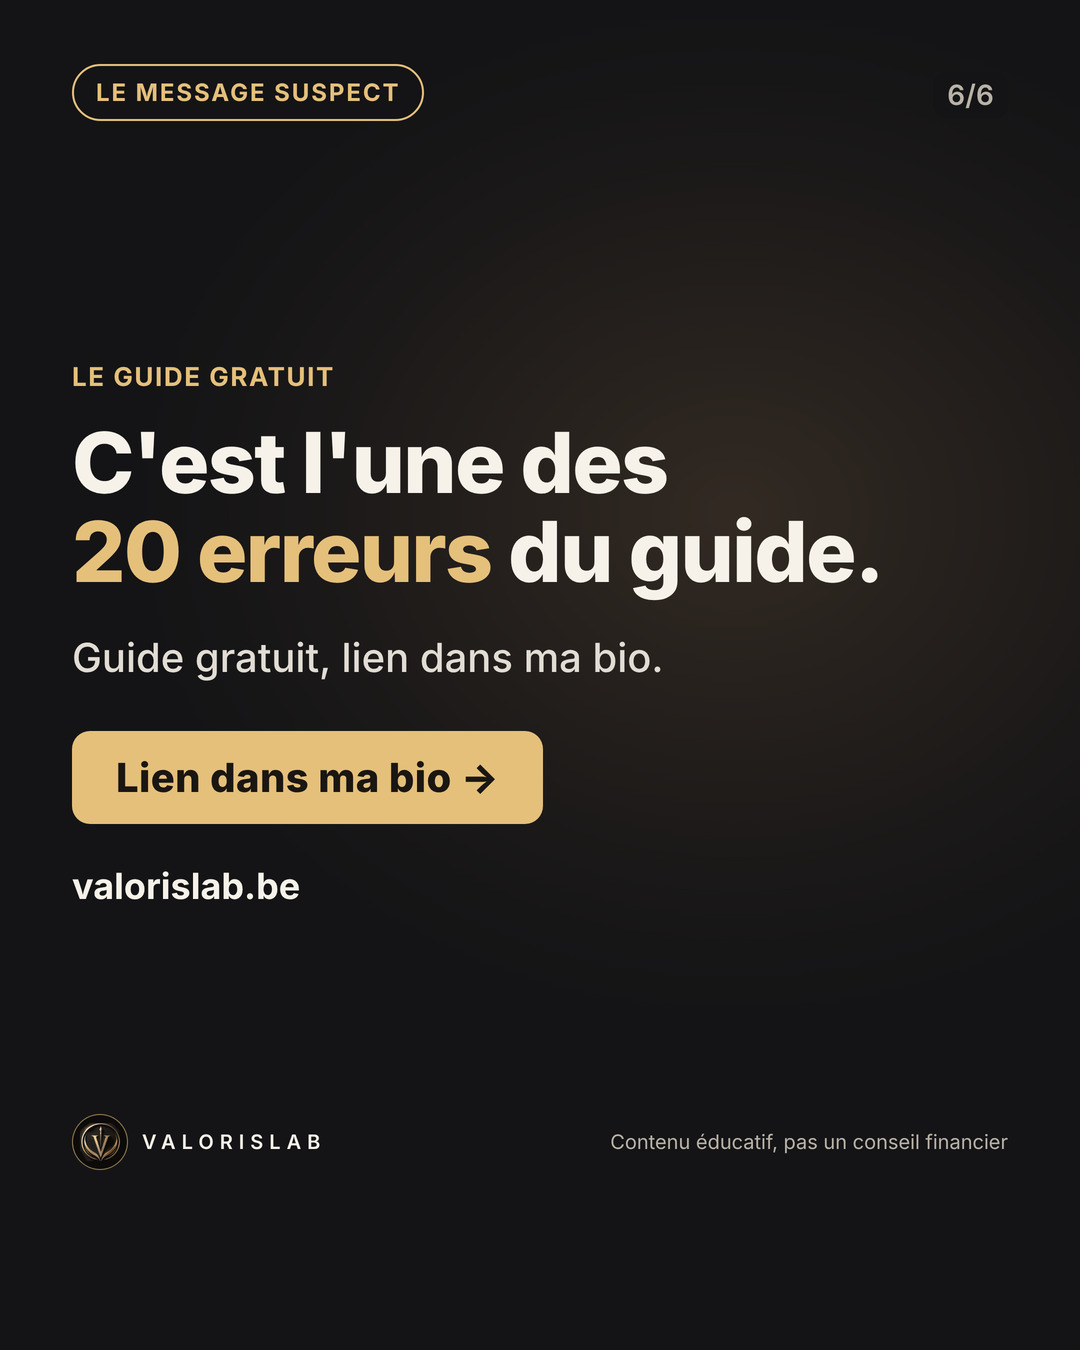 LE MESSAGE SUSPECT
6/6
LE GUIDE GRATUIT
C'est l'une des
20 erreurs du guide.
Guide gratuit, lien dans ma bio.
Lien dans ma bio →
valorislab.be
VALORISLAB
Contenu éducatif, pas un conseil financier